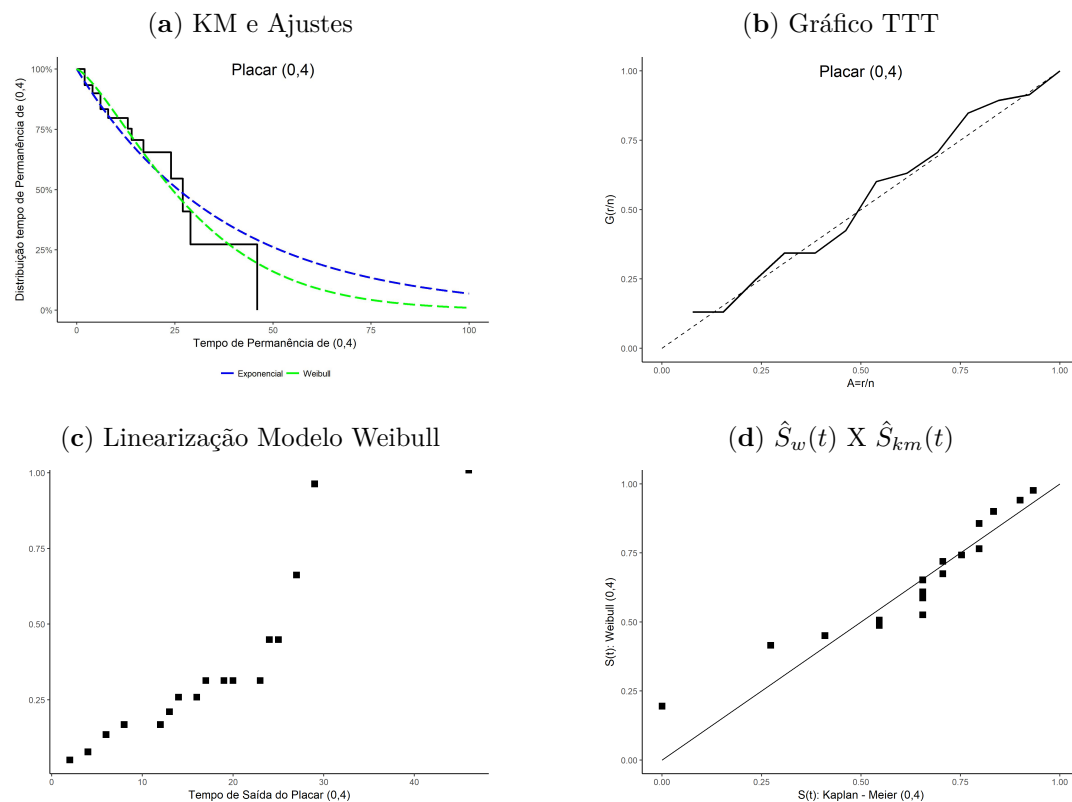 (a) KM e Ajustes
Placar (0,4)
Distribuição tempo de Permanência de (0,4)
100%
75%
50%
25%
0%
0 25 50 75 100
Tempo de Permanência de (0,4)
Exponencial Weibull
(b) Gráfico TTT
Placar (0,4)
G(r/n)
1.00
0.75
0.50
0.25
0.00
0.00 0.25 0.50 0.75 1.00
A=r/n
(c) Linearização Modelo Weibull
1.00
0.75
0.50
0.25
0 10 20 30 40
Tempo de Saída do Placar (0,4)
(d) Ŝw(t) X Ŝkm(t)
S(t): Weibull (0,4)
1.00
0.75
0.50
0.25
0.00
0.00 0.25 0.50 0.75 1.00
S(t): Kaplan - Meier (0,4)